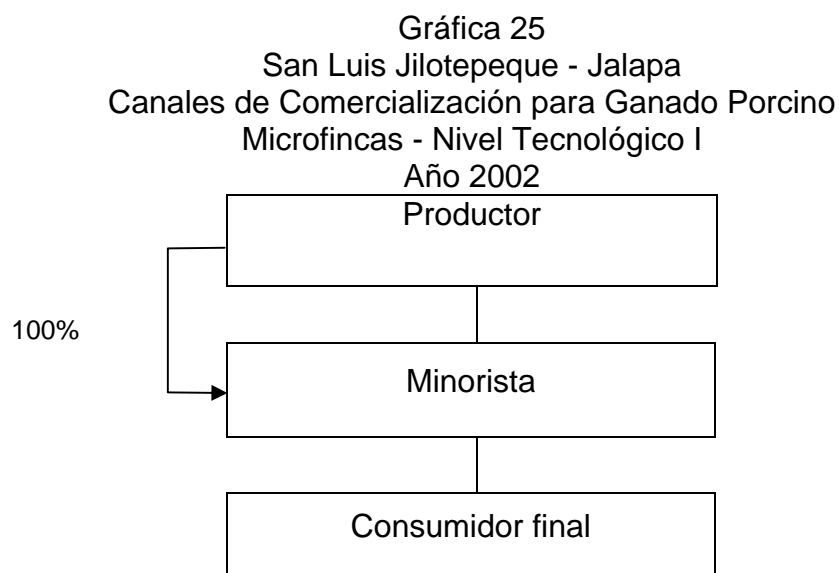 Gráfica 25
San Luis Jilotepeque - Jalapa
Canales de Comercialización para Ganado Porcino
Microfincas - Nivel Tecnológico I
Año 2002
Productor
100%
Minorista
Consumidor final